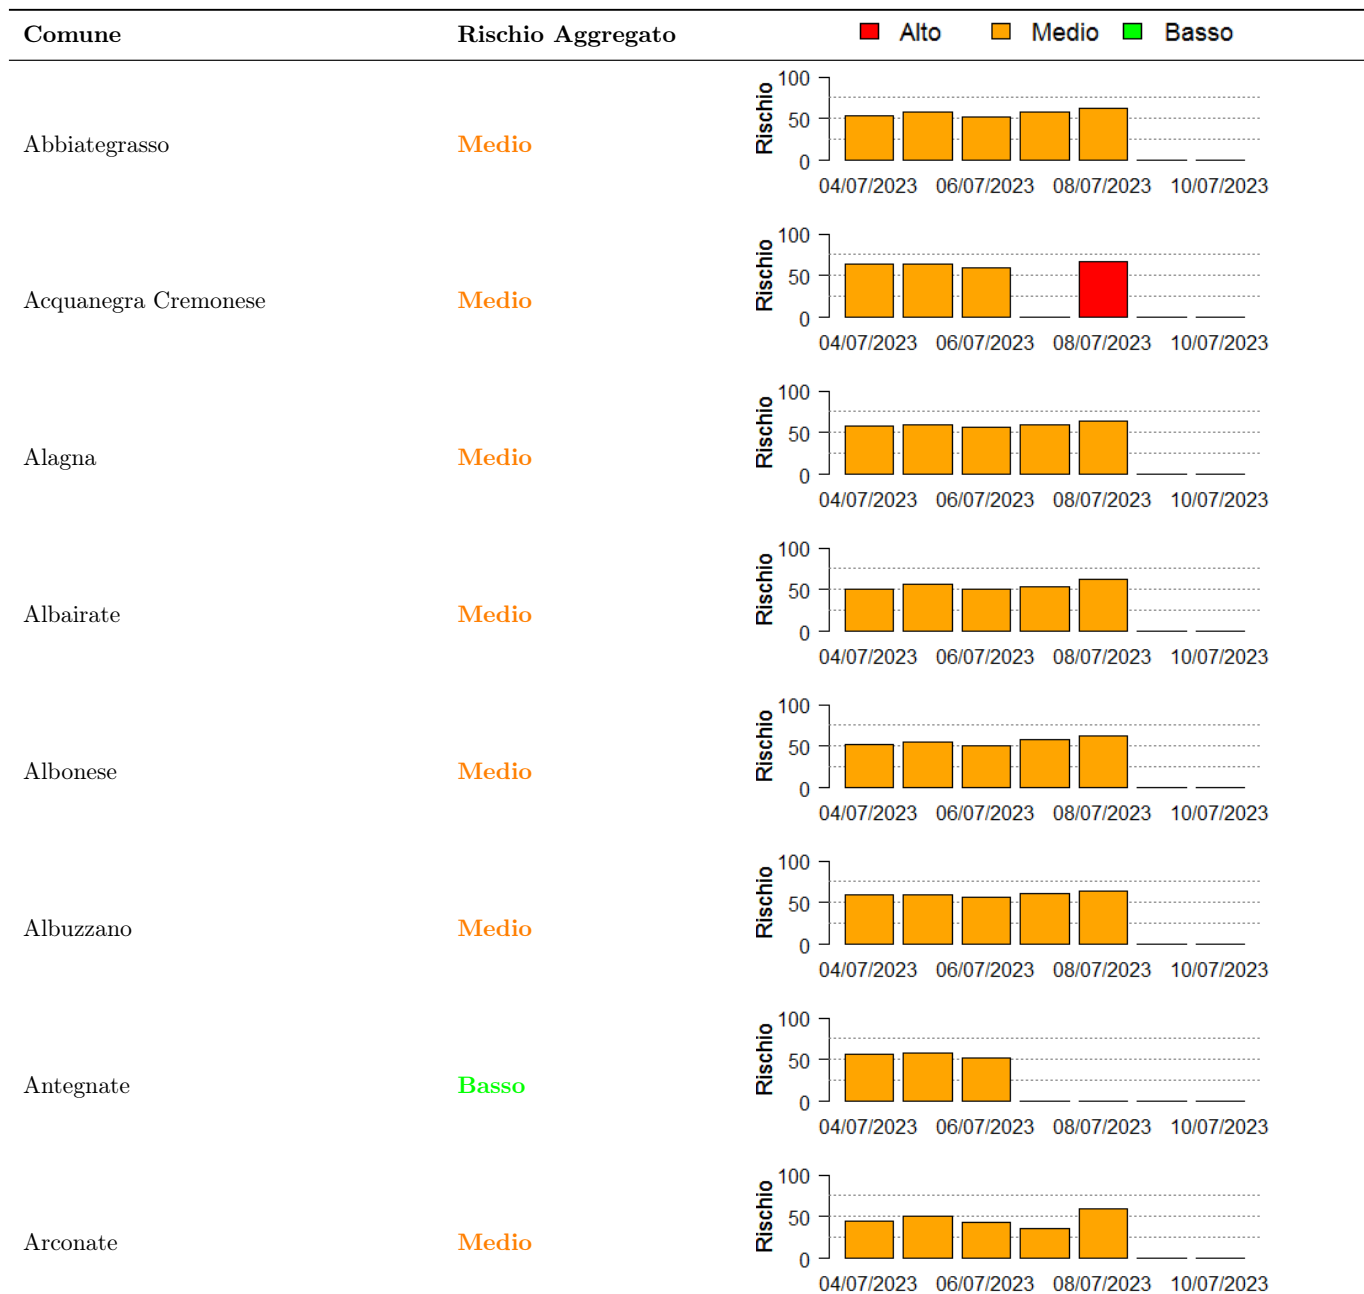 Comune Rischio Aggregato Alto Medio Basso
Abbiategrasso Medio
Rischio
100
50
0
04/07/2023 06/07/2023 08/07/2023 10/07/2023
Acquanegra Cremonese Medio
Rischio
100
50
0
04/07/2023 06/07/2023 08/07/2023 10/07/2023
Alagna Medio
Rischio
100
50
0
04/07/2023 06/07/2023 08/07/2023 10/07/2023
Albairate Medio
Rischio
100
50
0
04/07/2023 06/07/2023 08/07/2023 10/07/2023
Albonese Medio
Rischio
100
50
0
04/07/2023 06/07/2023 08/07/2023 10/07/2023
Albuzzano Medio
Rischio
100
50
0
04/07/2023 06/07/2023 08/07/2023 10/07/2023
Antegnate Basso
Rischio
100
50
0
04/07/2023 06/07/2023 08/07/2023 10/07/2023
Arconate Medio
Rischio
100
50
0
04/07/2023 06/07/2023 08/07/2023 10/07/2023